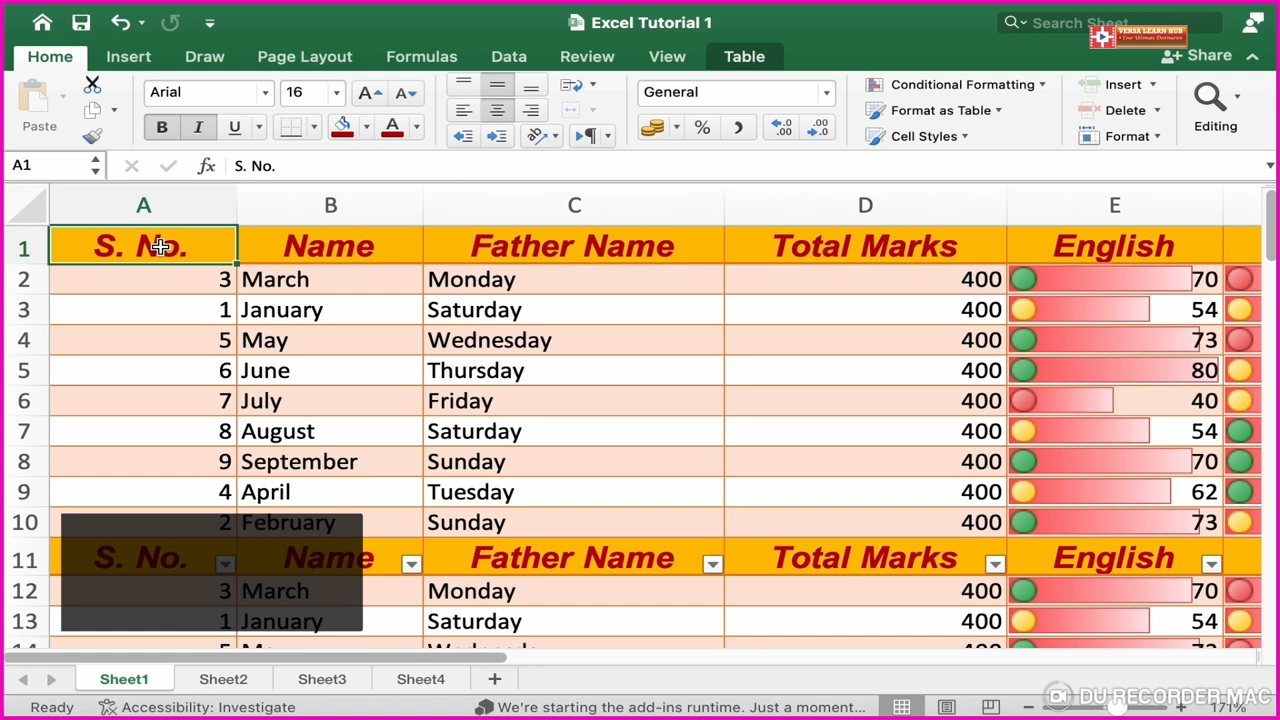 Excel Tutorial 1
Search Sheet
VERSA LEARN HUB
Your Ultimate Destination
Home Insert Draw Page Layout Formulas Data Review View Table Share
Paste
Arial 16
General
Conditional Formatting
Format as Table
Cell Styles
Insert
Delete
Format
Editing
B I U A
A1 fx S. No.
A B C D E
1 S. No. Name Father Name Total Marks English
2 3 March Monday 400 70
3 1 January Saturday 400 54
4 5 May Wednesday 400 73
5 6 June Thursday 400 80
6 7 July Friday 400 40
7 8 August Saturday 400 54
8 9 September Sunday 400 70
9 4 April Tuesday 400 62
10 2 February Sunday 400 73
11 S. No. Name Father Name Total Marks English
12 3 March Monday 400 70
13 1 January Saturday 400 54
Sheet1 Sheet2 Sheet3 Sheet4
Ready Accessibility: Investigate We're starting the add-ins runtime. Just a moment... 171%
DU RECORDER MAC